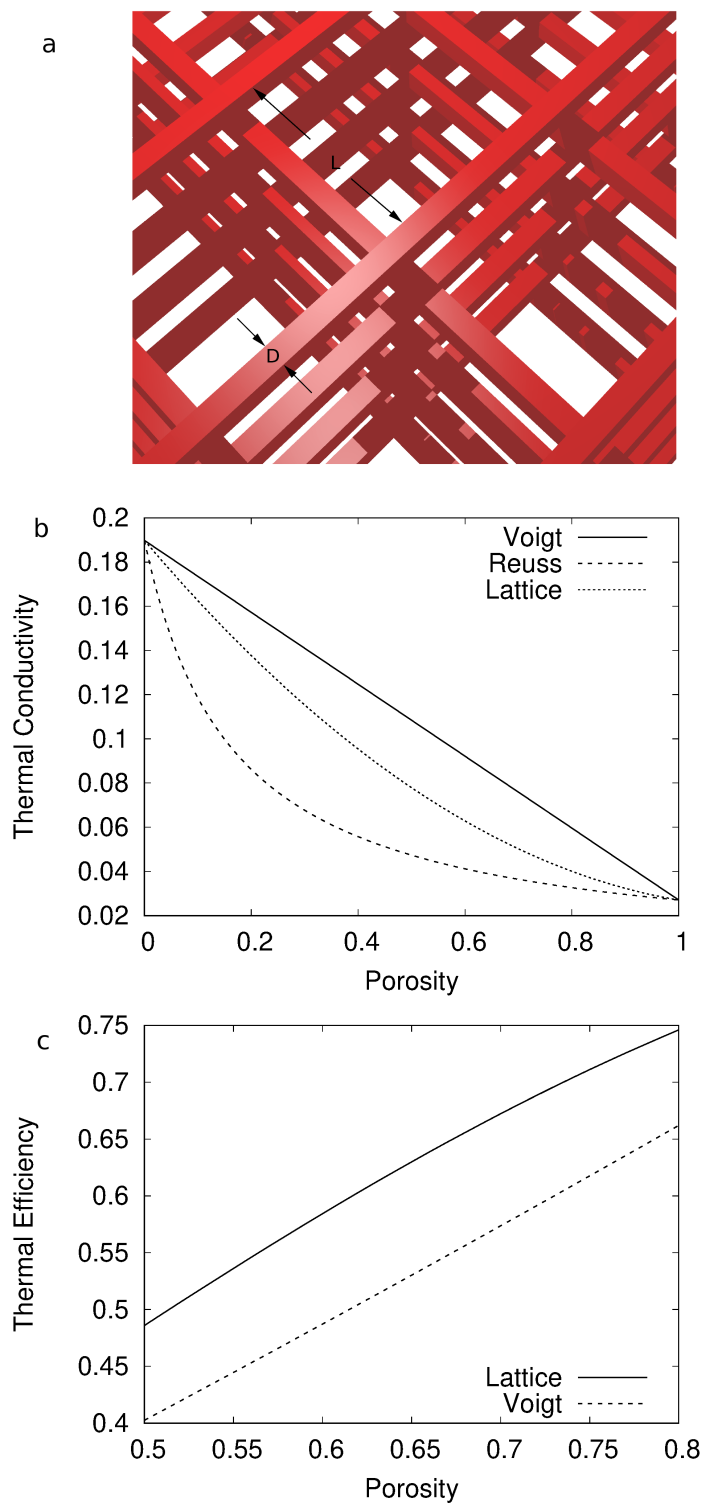 a
L
D
b
0.2
Voigt
Reuss
Lattice
0.18
0.16
0.14
0.12
0.1
0.08
0.06
0.04
0.02
Thermal Conductivity
0 0.2 0.4 0.6 0.8 1
Porosity
c
0.75
0.7
0.65
0.6
0.55
0.5
0.45
0.4
Thermal Efficiency
Lattice
Voigt
0.5 0.55 0.6 0.65 0.7 0.75 0.8
Porosity